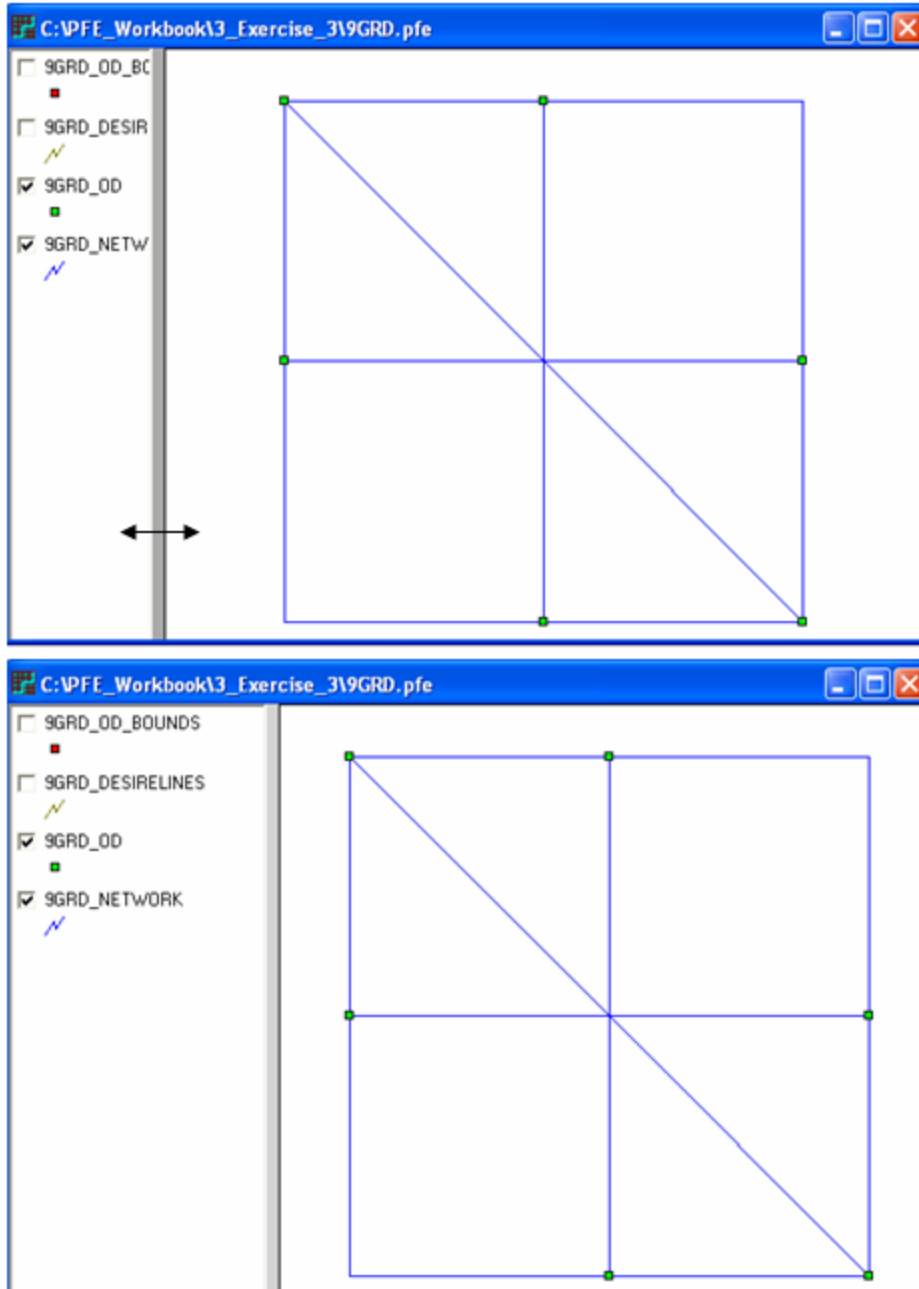 C:\PFE_Workbook\3_Exercise_3\9GRD.pfe
9GRD_OD_BC
9GRD_DESIR
9GRD_OD
9GRD_NETW
C:\PFE_Workbook\3_Exercise_3\9GRD.pfe
9GRD_OD_BOUNDS
9GRD_DESIRELINES
9GRD_OD
9GRD_NETWORK